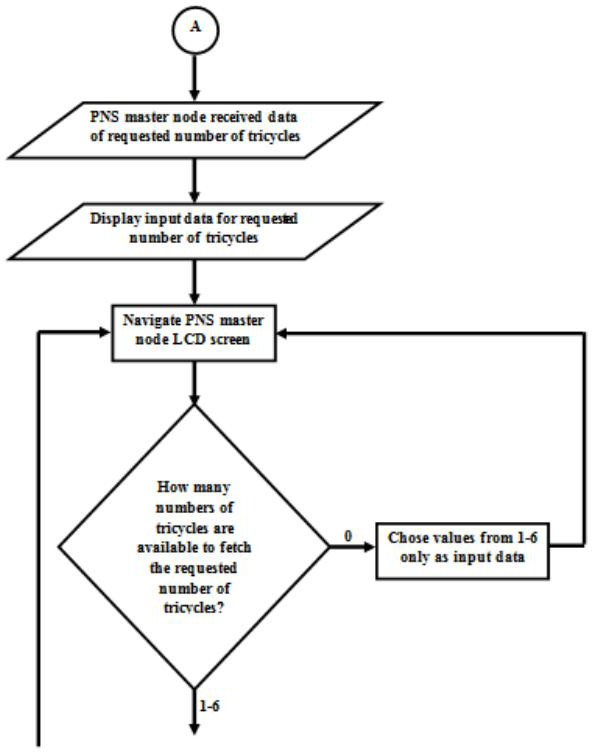 A
PNS master node received data
of requested number of tricycles
Display input data for requested
number of tricycles
Navigate PNS master
node LCD screen
How many
numbers of
tricycles are
available to fetch
the requested
number of
tricycles?
0
Chose values from 1-6
only as input data
1-6